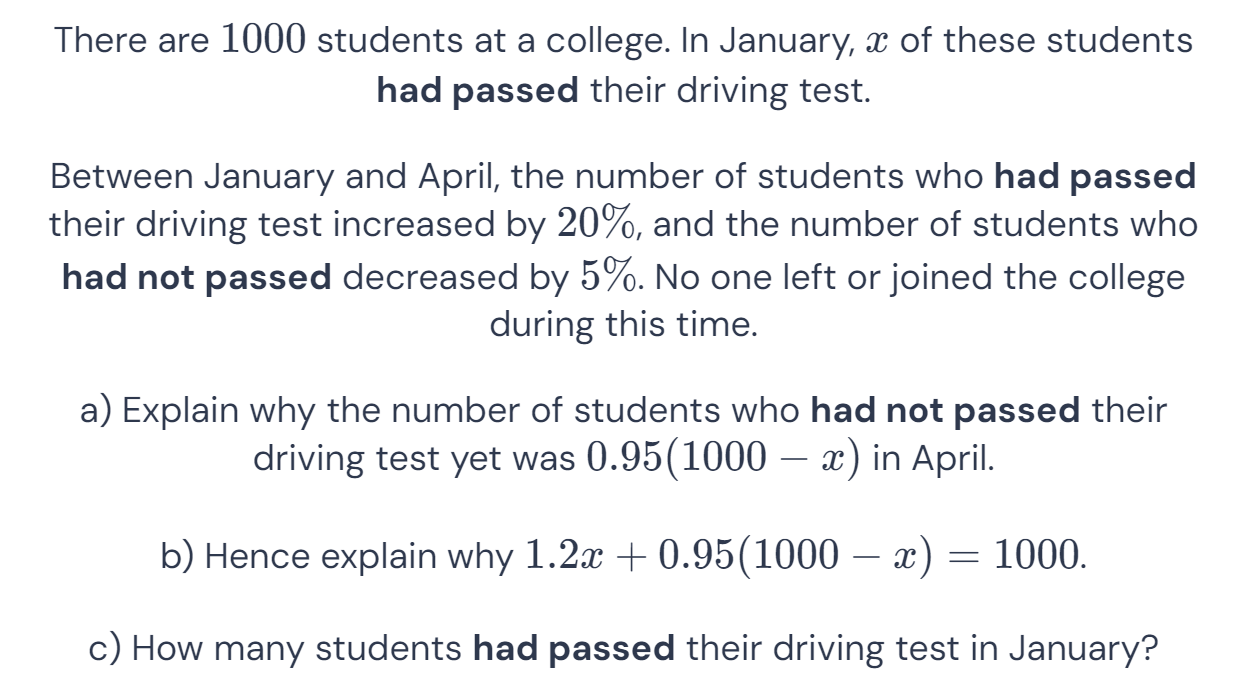 There are 1000 students at a college. In January, x of these students
had passed their driving test.
Between January and April, the number of students who had passed
their driving test increased by 20%, and the number of students who
had not passed decreased by 5%. No one left or joined the college
during this time.
a) Explain why the number of students who had not passed their
driving test yet was 0.95(1000 − x) in April.
b) Hence explain why 1.2x + 0.95(1000 − x) = 1000.
c) How many students had passed their driving test in January?